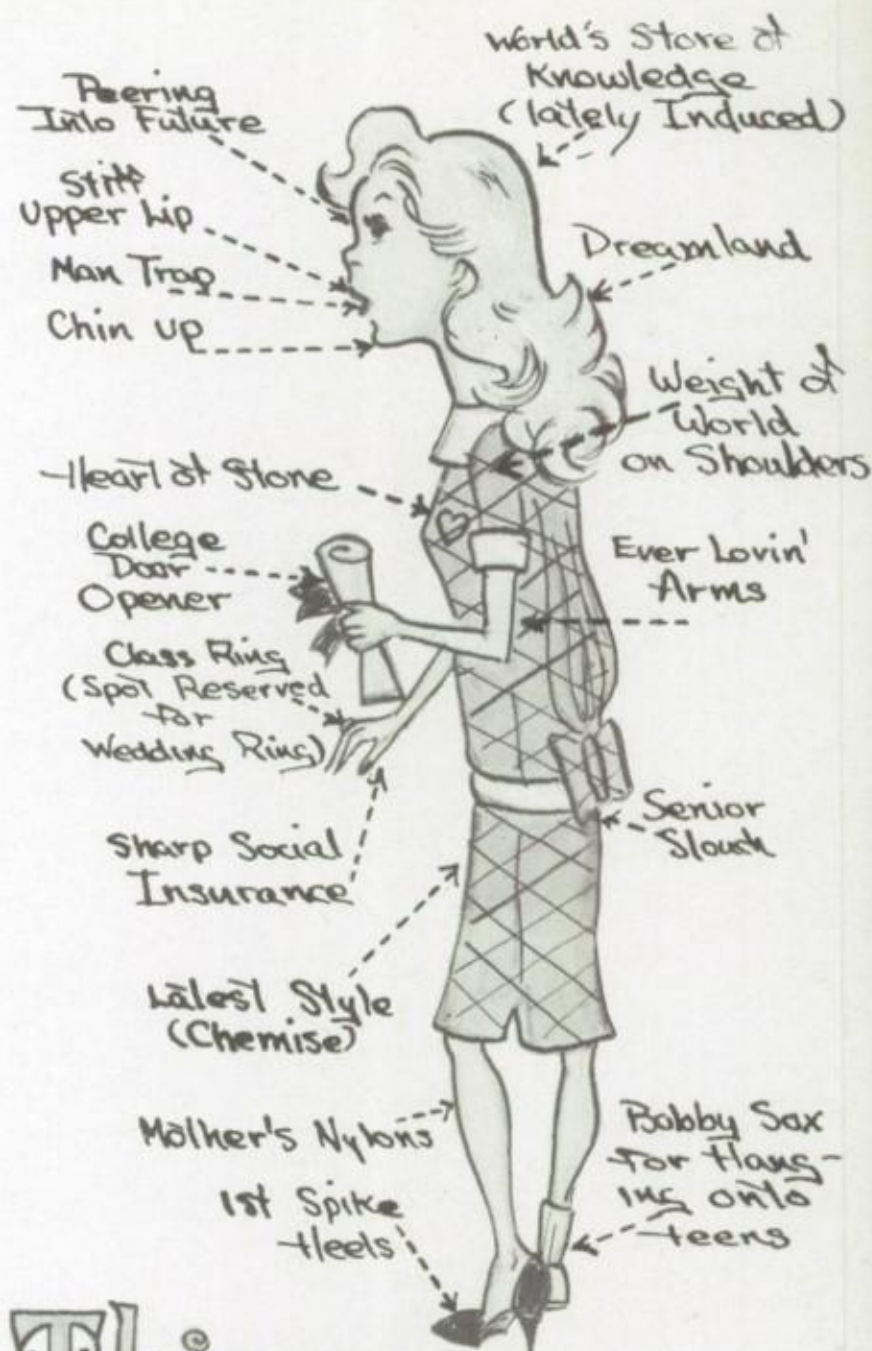 World's Store of
Knowledge
(lately Induced)
Peering
Into Future
Stiff
Upper Lip
Man Trap
Chin up
Dreamland
Weight of
World
on Shoulders
Heart of Stone
College
Door
Opener
Ever Lovin'
Arms
Class Ring
(Spot Reserved
for
Wedding Ring)
Sharp Social
Insurance
Senior
Slouch
Latest Style
(Chemise)
Mother's Nylons
1st Spike
Heels
Bobby Sox
for Hang-
ing onto
teens